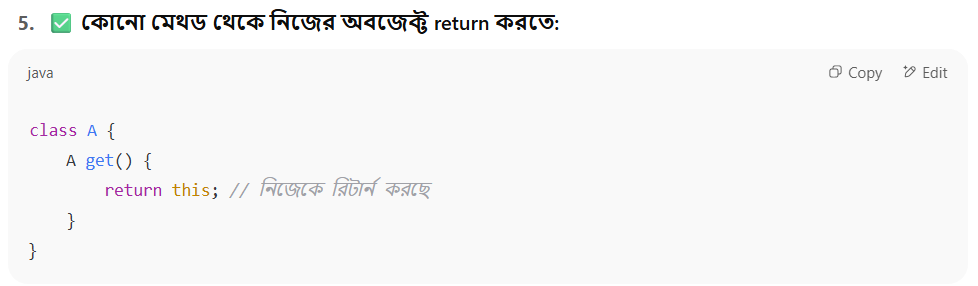 5. ✅ কোনো মেথড থেকে নিজের অবজেক্ট return করতে:
java Copy Edit
class A {
    A get() {
        return this; // নিজেকে রিটার্ন করছে
    }
}